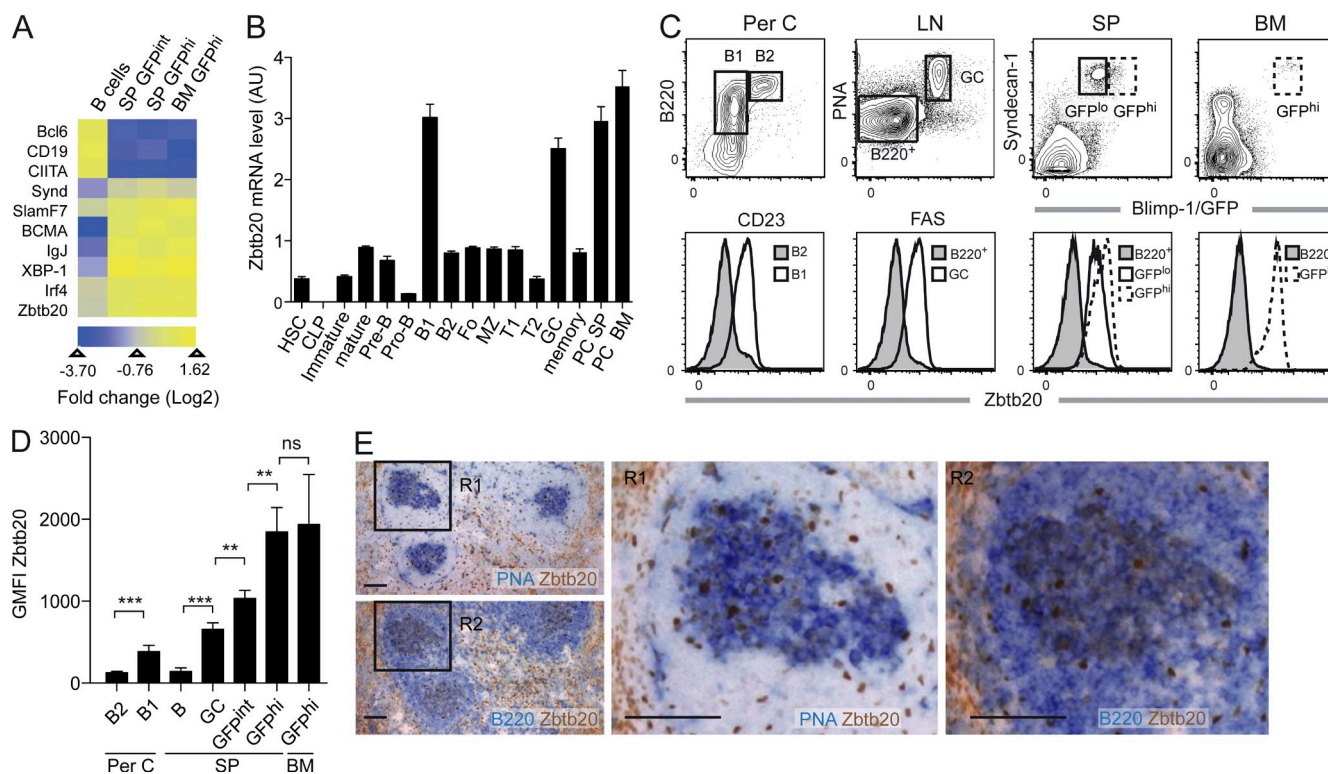 A
B cells
SP GFPint
SP GFPhi
BM GFPhi
Bcl6
CD19
CIITA
Synd
SlamF7
BCMA
IgJ
XBP-1
Irf4
Zbtb20
-3.70 -0.76 1.62
Fold change (Log2)
B
Zbtb20 mRNA level (AU)
4
3
2
1
0
HSC
CLP
Immature
mature
Pre-B
Pro-B
B1
B2
Fo
MZ
T1
T2
GC
memory
PC SP
PC BM
C
Per C
B1 B2
B220
0
CD23
LN
GC
PNA
B220+
0
FAS
SP
Syndecan-1
GFPlo GFPhi
0
BM
GFPhi
0
Blimp-1/GFP
B2
B1
0
B220+
GC
0
B220+
GFPlo
GFPhi
0
B220
0
Zbtb20
D
GMFI Zbtb20
3000
2000
1000
0
***
***
**
**
ns
B2
B1
B
GC
GFPint
GFPhi
GFPhi
Per C SP BM
E
R1
PNA Zbtb20
R2
B220 Zbtb20
R1
PNA Zbtb20
R2
B220 Zbtb20